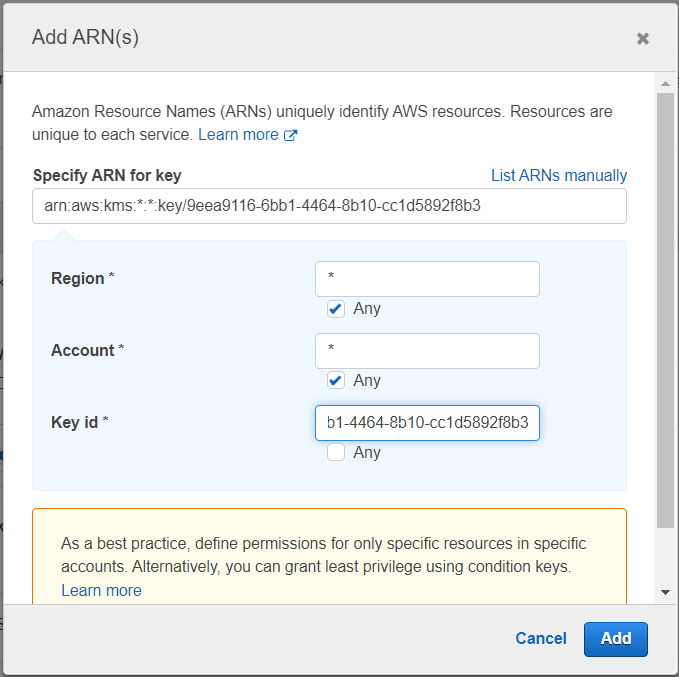 Add ARN(s)
Amazon Resource Names (ARNs) uniquely identify AWS resources. Resources are
unique to each service. Learn more
Specify ARN for key
List ARNs manually
arn:aws:kms:*:*:key/9eea9116-6bb1-4464-8b10-cc1d5892f8b3
Region *
*
Any
Account *
*
Any
Key id *
b1-4464-8b10-cc1d5892f8b3
Any
As a best practice, define permissions for only specific resources in specific
accounts. Alternatively, you can grant least privilege using condition keys.
Learn more
Cancel
Add